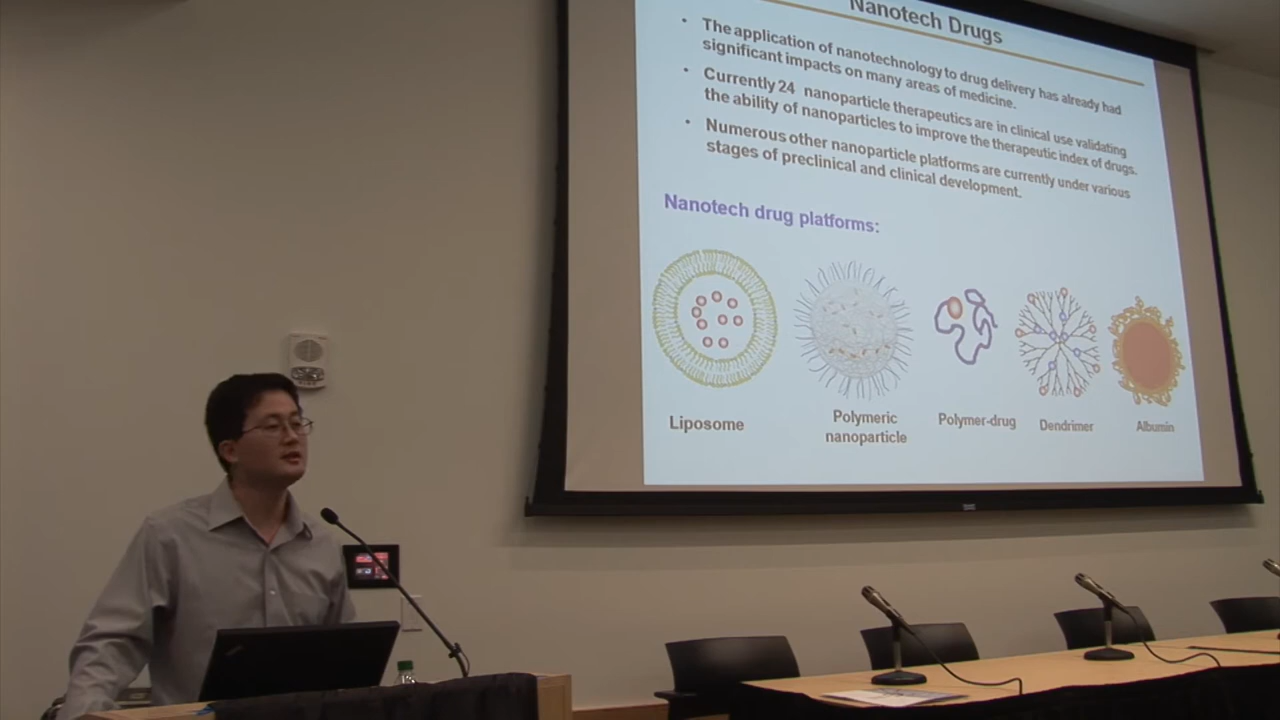 Nanotech Drugs
• The application of nanotechnology to drug delivery has already had
significant impacts on many areas of medicine.
• Currently 24 nanoparticle therapeutics are in clinical use validating
the ability of nanoparticles to improve the therapeutic index of drugs.
• Numerous other nanoparticle platforms are currently under various
stages of preclinical and clinical development.
Nanotech drug platforms:
Liposome
Polymeric
nanoparticle
Polymer-drug
Dendrimer
Albumin